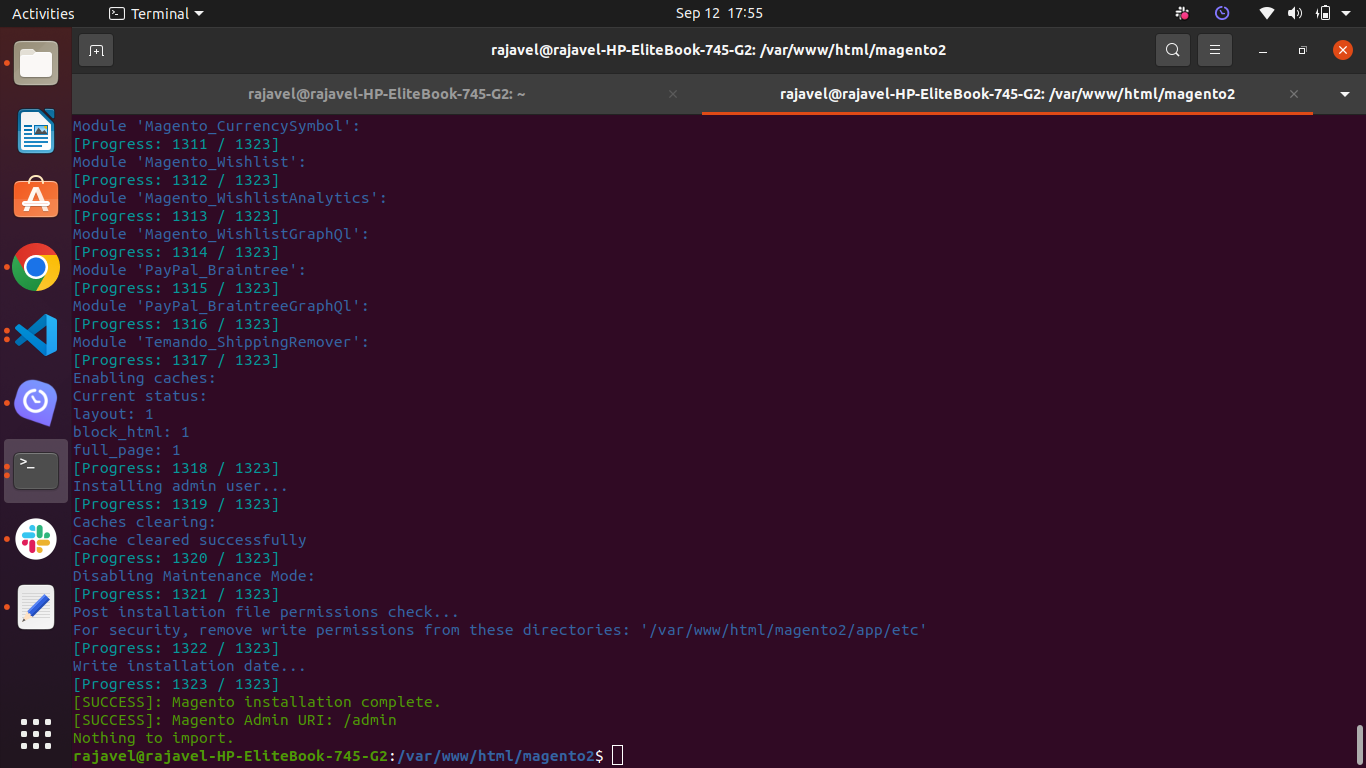 Activities
Terminal
Sep 12 17:55
rajavel@rajavel-HP-EliteBook-745-G2: /var/www/html/magento2
rajavel@rajavel-HP-EliteBook-745-G2: ~
rajavel@rajavel-HP-EliteBook-745-G2: /var/www/html/magento2
Module 'Magento_CurrencySymbol':
[Progress: 1311 / 1323]
Module 'Magento_Wishlist':
[Progress: 1312 / 1323]
Module 'Magento_WishlistAnalytics':
[Progress: 1313 / 1323]
Module 'Magento_WishlistGraphQl':
[Progress: 1314 / 1323]
Module 'PayPal_Braintree':
[Progress: 1315 / 1323]
Module 'PayPal_BraintreeGraphQl':
[Progress: 1316 / 1323]
Module 'Temando_ShippingRemover':
[Progress: 1317 / 1323]
Enabling caches:
Current status:
layout: 1
block_html: 1
full_page: 1
[Progress: 1318 / 1323]
Installing admin user...
[Progress: 1319 / 1323]
Caches clearing:
Cache cleared successfully
[Progress: 1320 / 1323]
Disabling Maintenance Mode:
[Progress: 1321 / 1323]
Post installation file permissions check...
For security, remove write permissions from these directories: '/var/www/html/magento2/app/etc'
[Progress: 1322 / 1323]
Write installation date...
[Progress: 1323 / 1323]
[SUCCESS]: Magento installation complete.
[SUCCESS]: Magento Admin URI: /admin
Nothing to import.
rajavel@rajavel-HP-EliteBook-745-G2:/var/www/html/magento2$